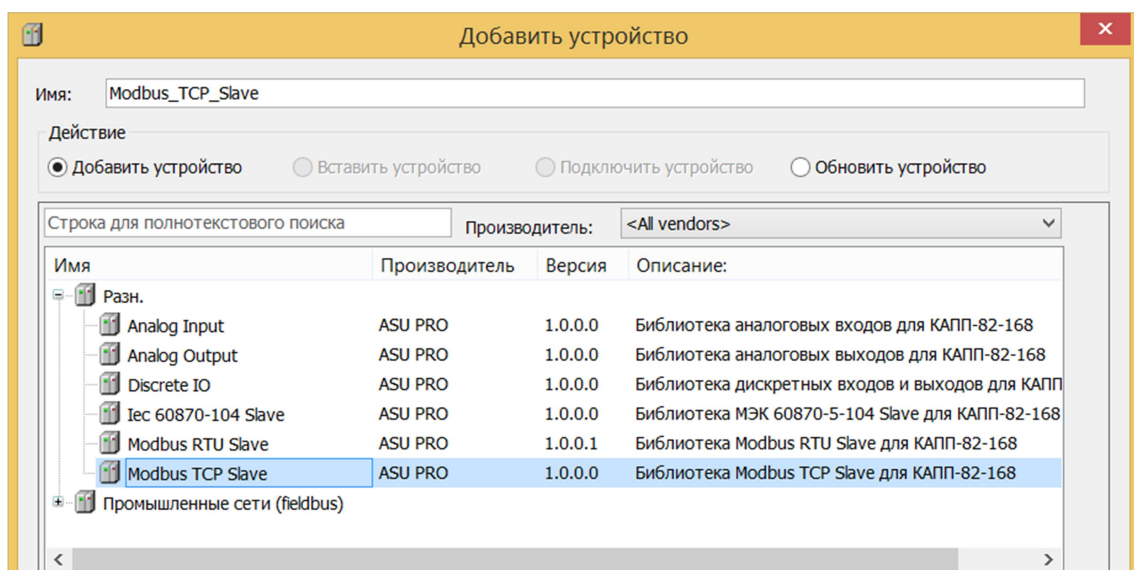 Добавить устройство
Имя: Modbus_TCP_Slave
Действие
Добавить устройство Вставить устройство Подключить устройство Обновить устройство
Строка для полнотекстового поиска Производитель: <All vendors>
Имя Производитель Версия Описание:
Разн.
Analog Input ASU PRO 1.0.0.0 Библиотека аналоговых входов для КАПП-82-168
Analog Output ASU PRO 1.0.0.0 Библиотека аналоговых выходов для КАПП-82-168
Discrete IO ASU PRO 1.0.0.0 Библиотека дискретных входов и выходов для КАПП
Iec 60870-104 Slave ASU PRO 1.0.0.0 Библиотека МЭК 60870-5-104 Slave для КАПП-82-168
Modbus RTU Slave ASU PRO 1.0.0.1 Библиотека Modbus RTU Slave для КАПП-82-168
Modbus TCP Slave ASU PRO 1.0.0.0 Библиотека Modbus TCP Slave для КАПП-82-168
Промышленные сети (fieldbus)